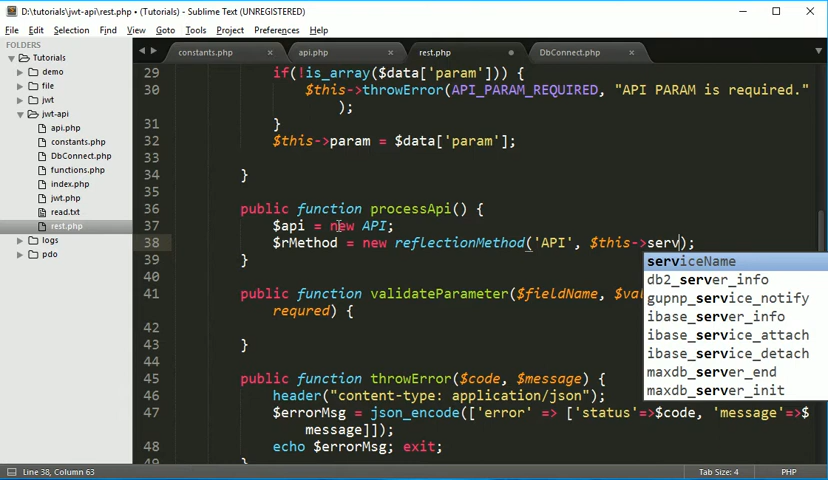 D:\tutorials\jwt-api\rest.php • (Tutorials) - Sublime Text (UNREGISTERED)
File Edit Selection Find View Goto Tools Project Preferences Help
FOLDERS
Tutorials
demo
file
jwt
jwt-api
api.php
constants.php
DbConnect.php
functions.php
index.php
jwt.php
read.txt
rest.php
logs
pdo
constants.php api.php rest.php DbConnect.php
29 if(!is_array($data['param'])) {
30 $this->throwError(API_PARAM_REQUIRED, "API PARAM is required."
);
31 }
32 $this->param = $data['param'];
33
34 }
35
36 public function processApi() {
37 $api = new API;
38 $rMethod = new reflectionMethod('API', $this->serv);
39 }
40
41 public function validateParameter($fieldName, $val
requred) {
42
43 }
44
45 public function throwError($code, $message) {
46 header("content-type: application/json");
47 $errorMsg = json_encode(['error' => ['status'=>$code, 'message'=>$
message]]);
48 echo $errorMsg; exit;
49 }
serviceName
db2_server_info
gupnp_service_notify
ibase_server_info
ibase_service_attach
ibase_service_detach
maxdb_server_end
maxdb_server_init
Line 38, Column 63 Tab Size: 4 PHP